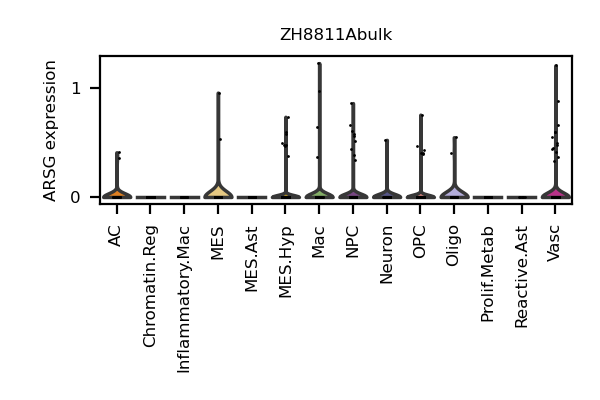 ZH8811Abulk
ARSG expression
1
0
AC
Chromatin.Reg
Inflammatory.Mac
MES
MES.Ast
MES.Hyp
Mac
NPC
Neuron
OPC
Oligo
Prolif.Metab
Reactive.Ast
Vasc